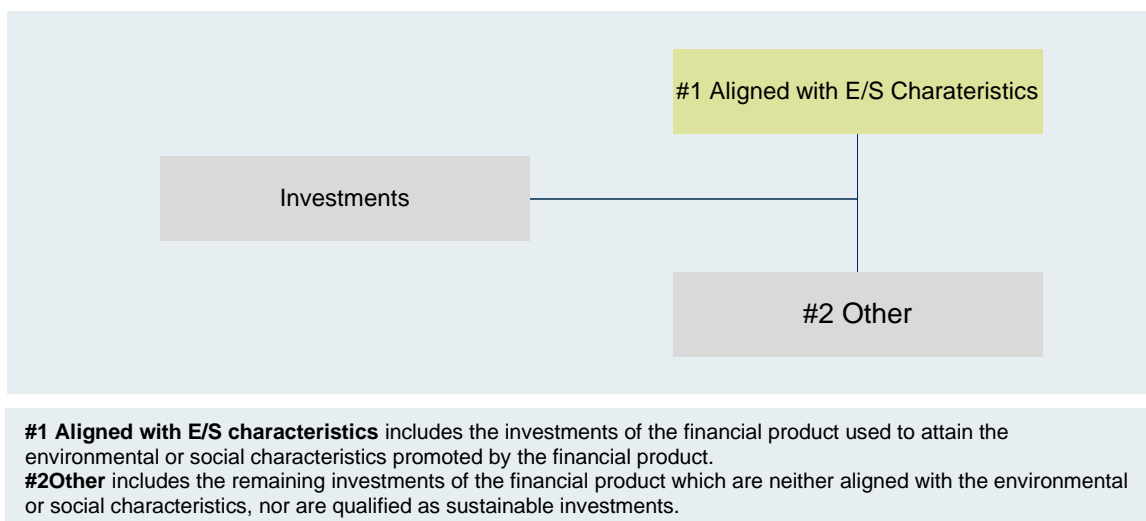 #1 Aligned with E/S Charateristics
Investments
#2 Other
#1 Aligned with E/S characteristics includes the investments of the financial product used to attain the
environmental or social characteristics promoted by the financial product.
#2Other includes the remaining investments of the financial product which are neither aligned with the environmental
or social characteristics, nor are qualified as sustainable investments.